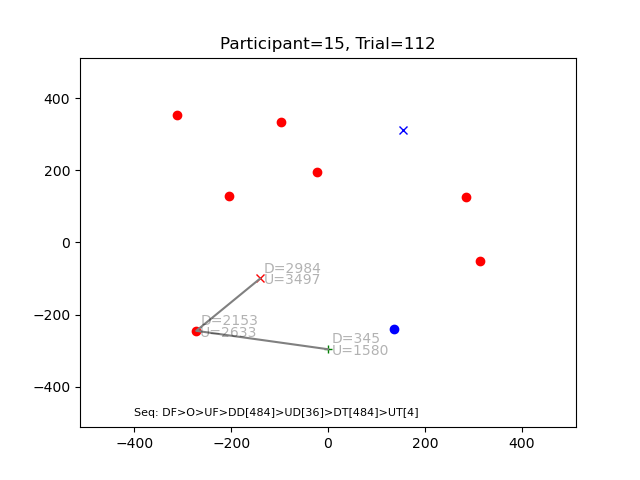 Participant=15, Trial=112
400
200
0
−200
−400
D=2984
U=3497
D=2153
U=2633
D=345
U=1580
Seq: DF>O>UF>DD[484]>UD[36]>DT[484]>UT[4]
−400 −200 0 200 400